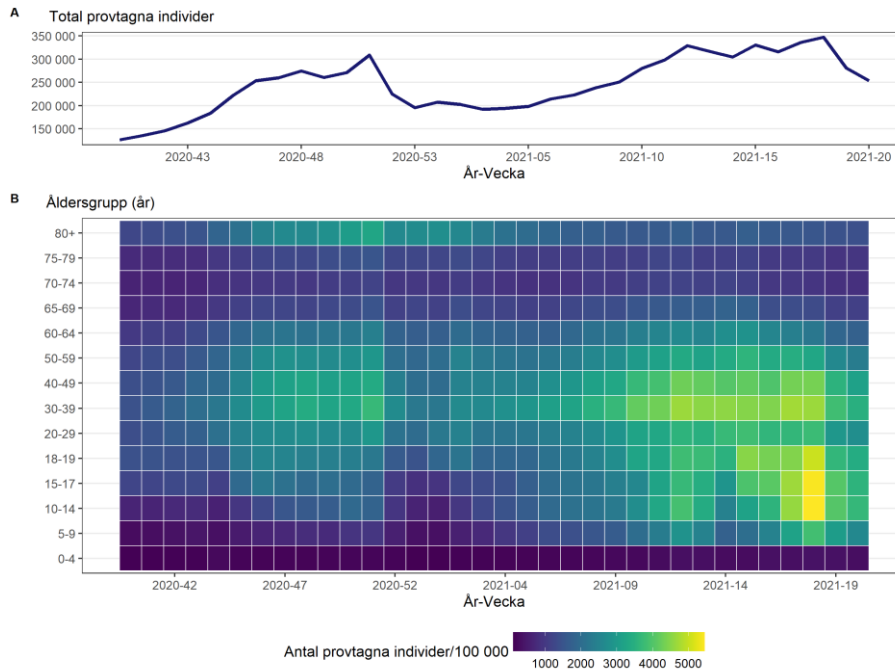 A Total provtagna individer
350 000
300 000
250 000
200 000
150 000
2020-43 2020-48 2020-53 2021-05 2021-10 2021-15 2021-20
År-Vecka
B Åldersgrupp (år)
80+
75-79
70-74
65-69
60-64
50-59
40-49
30-39
20-29
18-19
15-17
10-14
5-9
0-4
2020-42 2020-47 2020-52 2021-04 2021-09 2021-14 2021-19
År-Vecka
Antal provtagna individer/100 000
1000 2000 3000 4000 5000